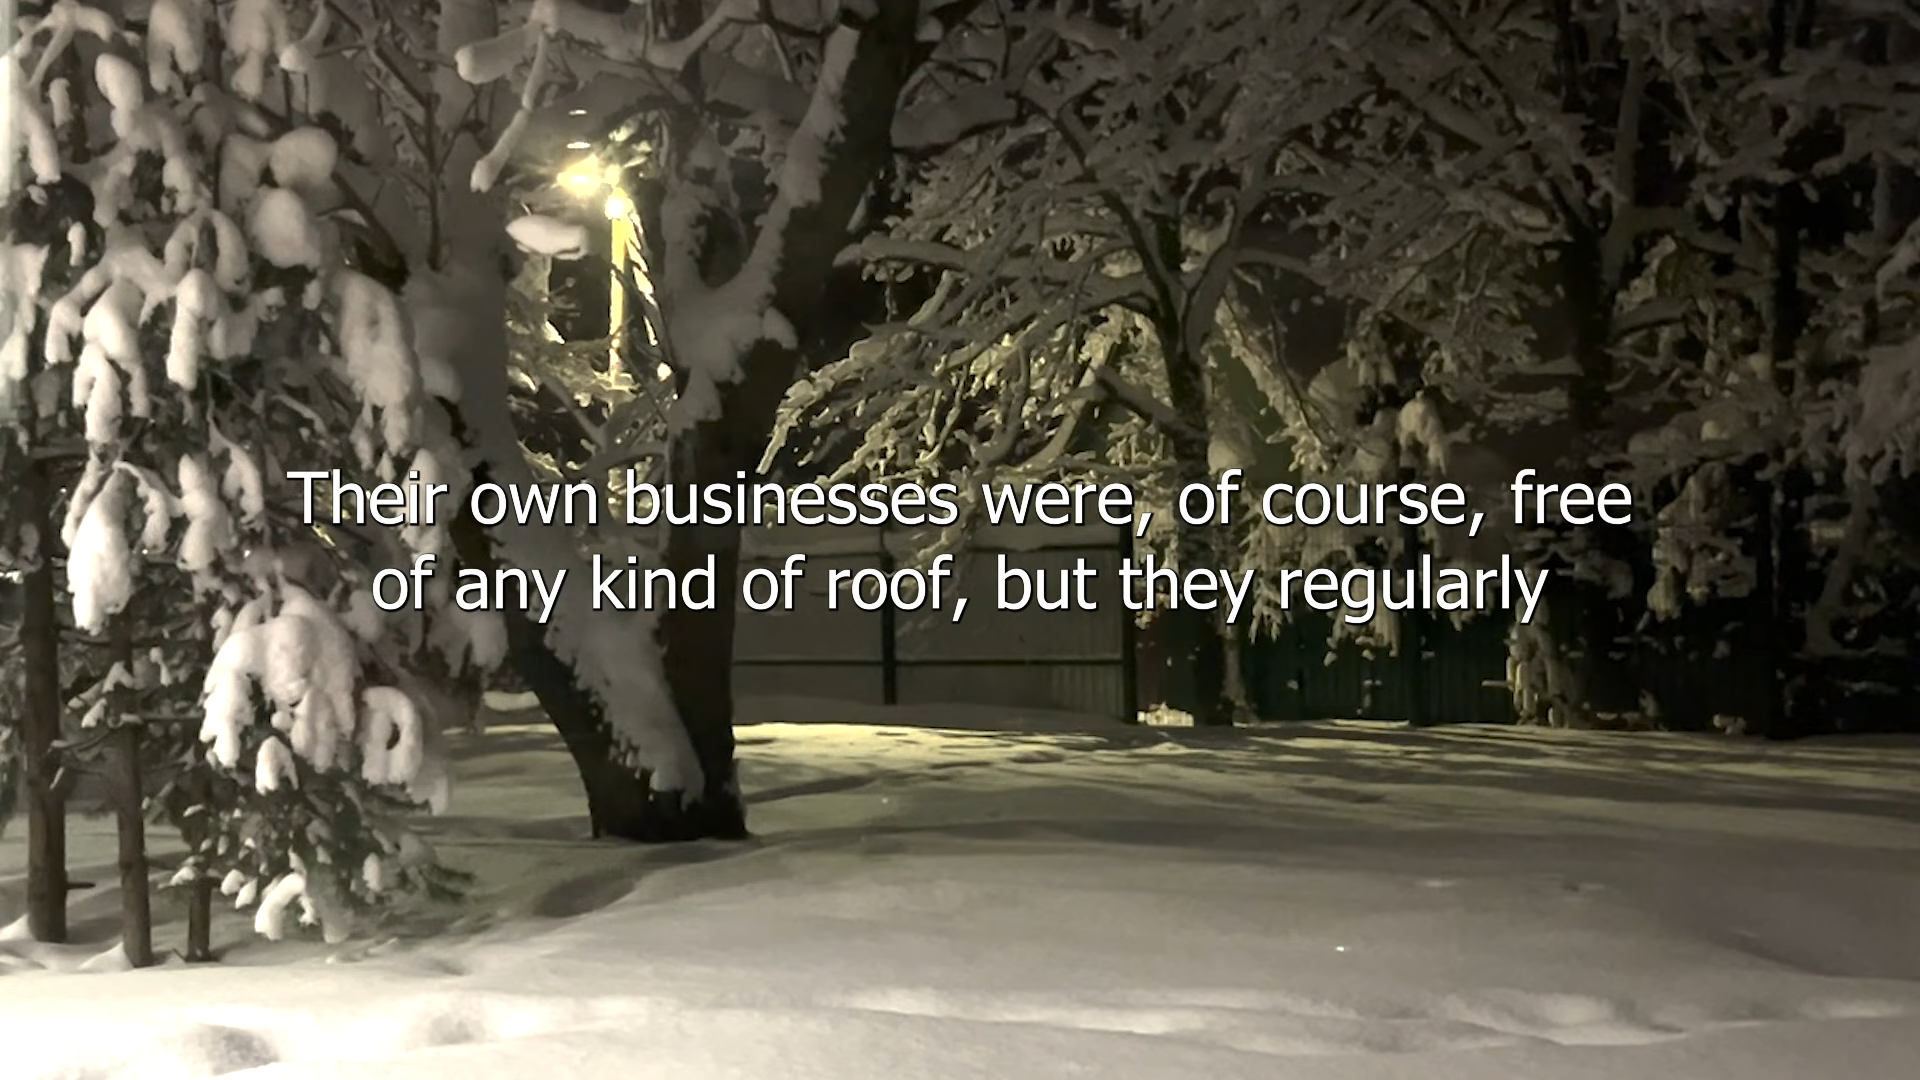 Their own businesses were, of course, free
of any kind of roof, but they regularly